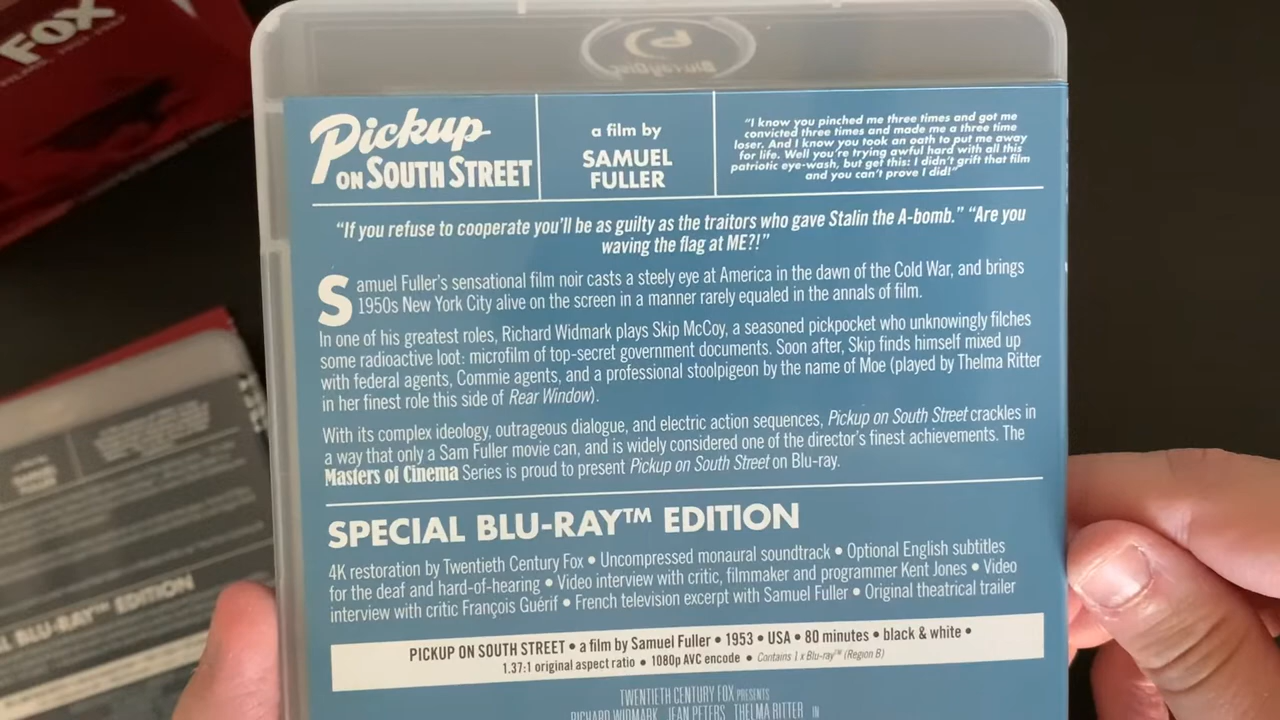 FOX
Blu-ray Disc
Pickup
ON SOUTH STREET
a film by
SAMUEL
FULLER
"I know you pinched me three times and got me
convicted three times and made me a three time
loser. And I know you took an oath to put me away
for life. Well you're trying awful hard with all this
patriotic eye-wash, but get this: I didn't grift that film
and you can't prove I did!"
"If you refuse to cooperate you'll be as guilty as the traitors who gave Stalin the A-bomb." "Are you
waving the flag at ME?!"
Samuel Fuller's sensational film noir casts a steely eye at America in the dawn of the Cold War, and brings
1950s New York City alive on the screen in a manner rarely equaled in the annals of film.
In one of his greatest roles, Richard Widmark plays Skip McCoy, a seasoned pickpocket who unknowingly filches
some radioactive loot: microfilm of top-secret government documents. Soon after, Skip finds himself mixed up
with federal agents, Commie agents, and a professional stoolpigeon by the name of Moe (played by Thelma Ritter
in her finest role this side of Rear Window).
With its complex ideology, outrageous dialogue, and electric action sequences, Pickup on South Street crackles in
a way that only a Sam Fuller movie can, and is widely considered one of the director's finest achievements. The
Masters of Cinema Series is proud to present Pickup on South Street on Blu-ray.
SPECIAL BLU-RAY™ EDITION
4K restoration by Twentieth Century Fox • Uncompressed monaural soundtrack • Optional English subtitles
for the deaf and hard-of-hearing • Video interview with critic, filmmaker and programmer Kent Jones • Video
interview with critic François Guérif • French television excerpt with Samuel Fuller • Original theatrical trailer
PICKUP ON SOUTH STREET • a film by Samuel Fuller • 1953 • USA • 80 minutes • black & white •
1.37:1 original aspect ratio • 1080p AVC encode • Contains 1 x Blu-ray™ (Region B)
TWENTIETH CENTURY FOX PRESENTS
RICHARD WIDMARK JEAN PETERS THELMA RITTER IN
L BLU-RAY™ EDITION